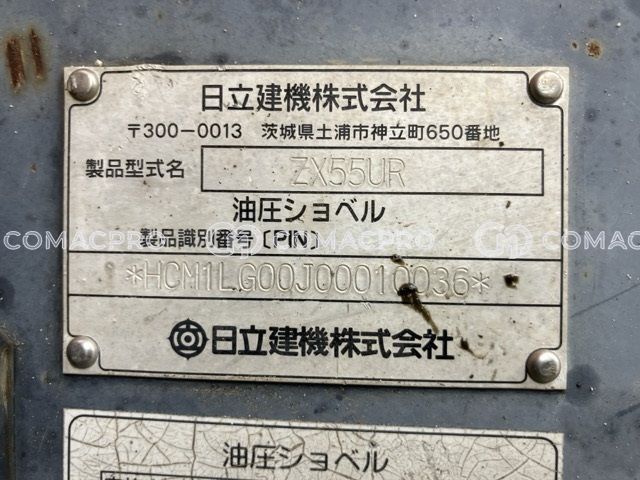 日立建機株式会社
〒300-0013 茨城県土浦市神立町650番地
製品型式名 ZX55UR
油圧ショベル
製品識別番号〔PIN〕
COMACPRO COMACPRO COMAC
*HCM1LG00J00010036*
日立建機株式会社
油圧ショベル